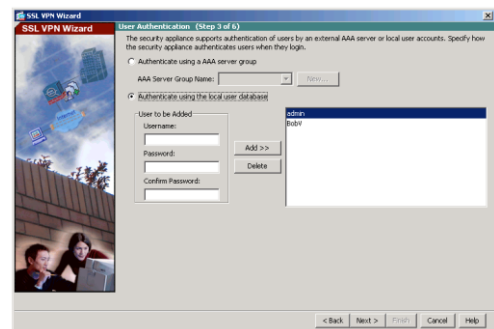 SSL VPN Wizard
SSL VPN Wizard
User Authentication (Step 3 of 6)
The security appliance supports authentication of users by an external AAA server or local user accounts. Specify how
the security appliance authenticates users when they login.
Authenticate using a AAA server group
AAA Server Group Name:
New...
Authenticate using the local user database
User to be Added
Username:
Password:
Confirm Password:
Add >>
Delete
admin
BobV
< Back
Next >
Finish
Cancel
Help